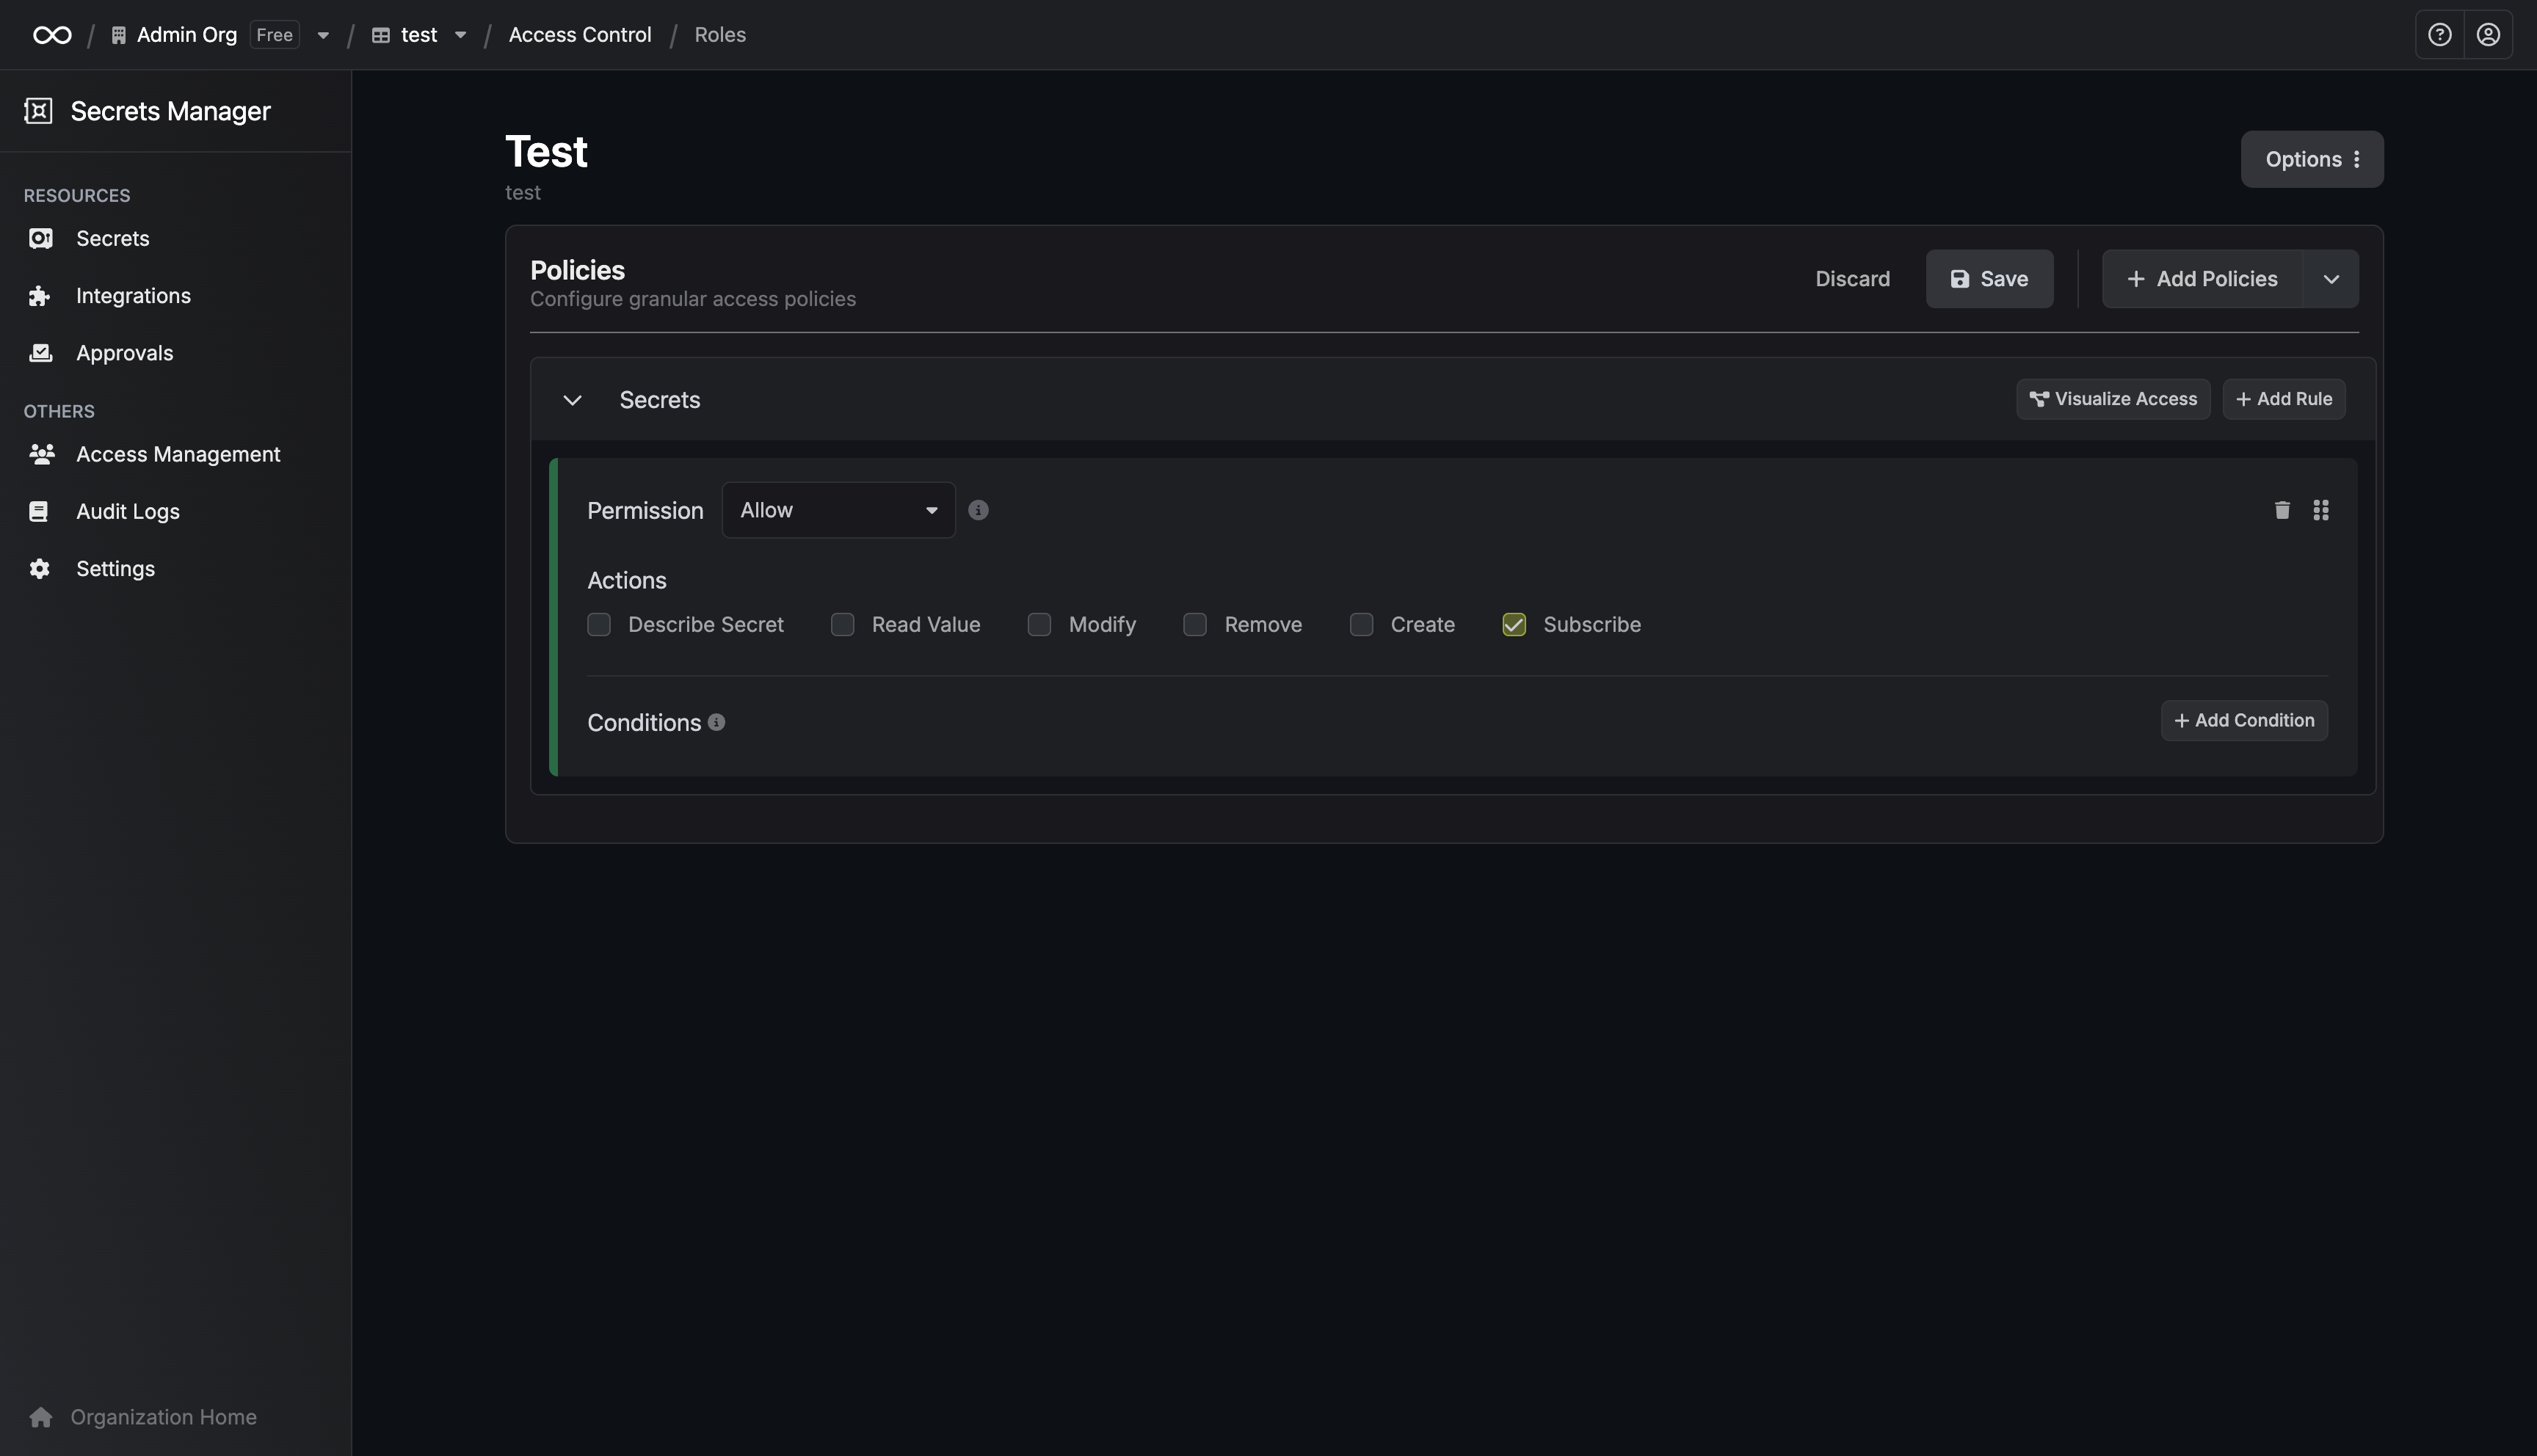 Admin Org Free / test / Access Control / Roles
Secrets Manager
RESOURCES
Secrets
Integrations
Approvals
OTHERS
Access Management
Audit Logs
Settings
Organization Home
Test
Options
test
Policies
Configure granular access policies
Discard Save + Add Policies
Secrets Visualize Access + Add Rule
Permission Allow
Actions
Describe Secret Read Value Modify Remove Create Subscribe
Conditions + Add Condition